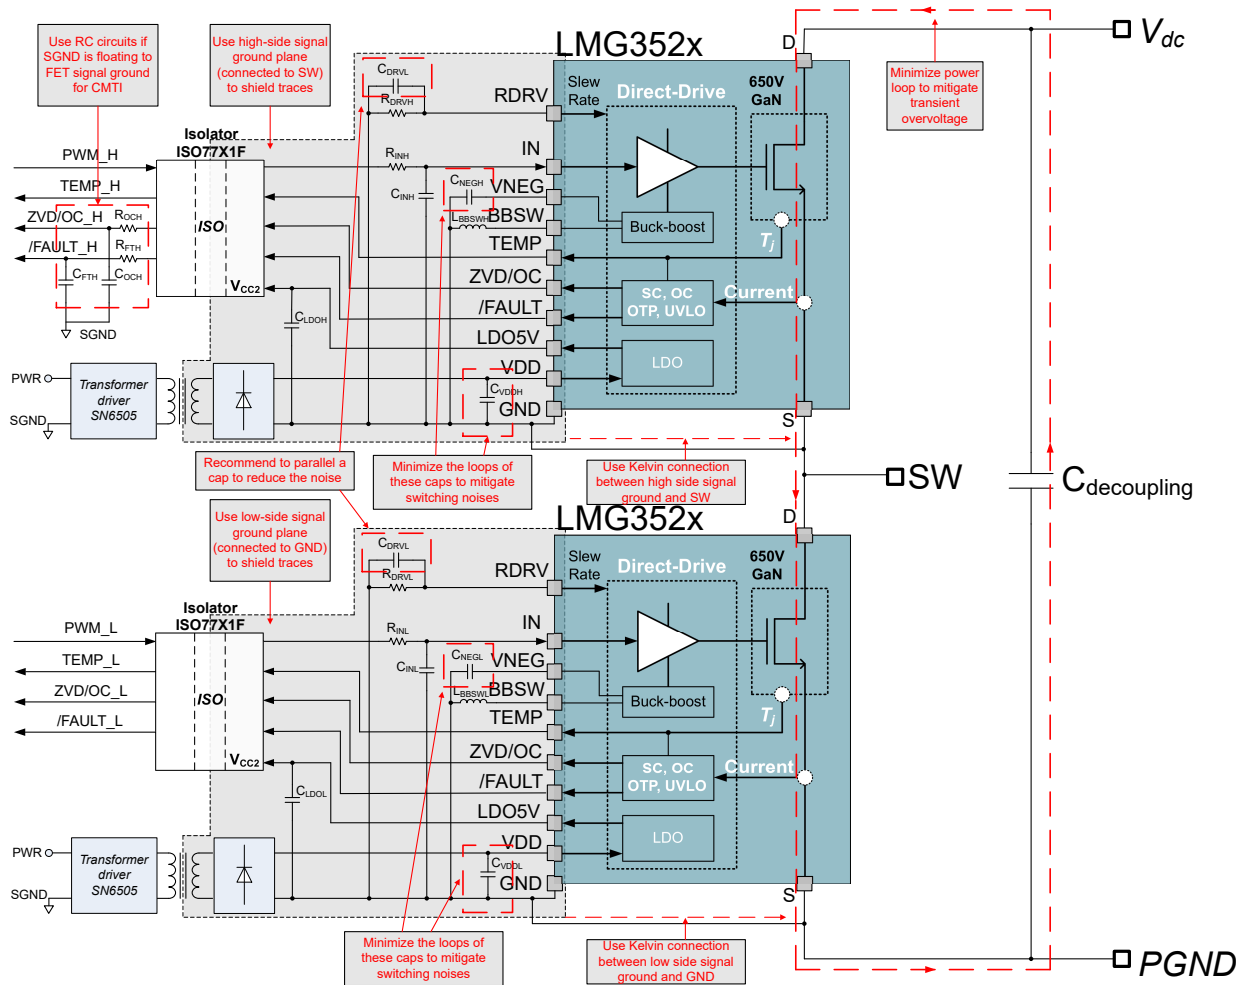 Use RC circuits if
SGND is floating to
FET signal ground
for CMTI
Use high-side signal
ground plane
(connected to SW)
to shield traces
LMG352x
D
Vdc
Minimize power
loop to mitigate
transient
overvoltage
CDRVL
RDRVH
RDRV
Slew
Rate
Direct-Drive
650V
GaN
Isolator
ISO77X1F
PWM_H
TEMP_H
ZVD/OC_H
/FAULT_H
ROCH
RFTH
CFTH
COCH
SGND
ISO
VCC2
RINH
CINH
CNEGH
LBBSWH
IN
VNEG
BBSW
TEMP
ZVD/OC
/FAULT
LDO5V
VDD
GND
Buck-boost
Tj
SC, OC
OTP, UVLO
Current
LDO
CLDOH
CVDDH
PWR
SGND
Transformer
driver
SN6505
S
Recommend to parallel a
cap to reduce the noise
Minimize the loops of
these caps to mitigate
switching noises
Use Kelvin connection
between high side signal
ground and SW
SW
Cdecoupling
Use low-side signal
ground plane
(connected to GND)
to shield traces
LMG352x
D
CDRVL
RDRVL
RDRV
Slew
Rate
Direct-Drive
650V
GaN
Isolator
ISO77X1F
PWM_L
TEMP_L
ZVD/OC_L
/FAULT_L
ISO
VCC2
RINL
CINL
CNEGL
LBBSWL
IN
VNEG
BBSW
TEMP
ZVD/OC
/FAULT
LDO5V
VDD
GND
Buck-boost
Tj
SC, OC
OTP, UVLO
Current
LDO
CLDOL
CVDDL
PWR
SGND
Transformer
driver
SN6505
S
Minimize the loops of
these caps to mitigate
switching noises
Use Kelvin connection
between low side signal
ground and GND
PGND